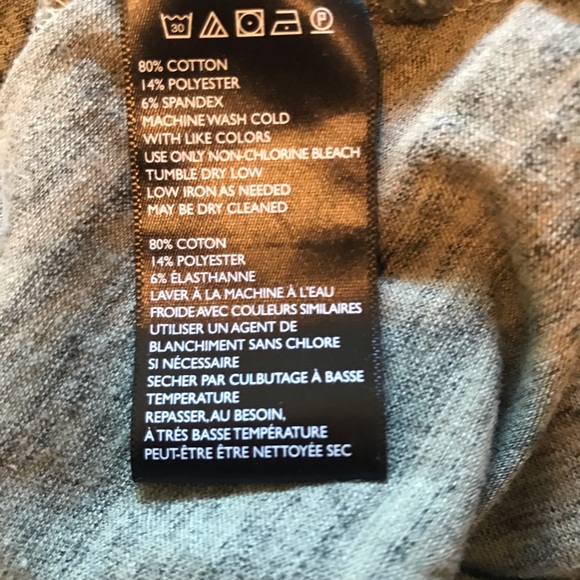 30 P
80% COTTON
14% POLYESTER
6% SPANDEX
MACHINE WASH COLD
WITH LIKE COLORS
USE ONLY NON-CHLORINE BLEACH
TUMBLE DRY LOW
LOW IRON AS NEEDED
MAY BE DRY CLEANED
80% COTON
14% POLYESTER
6% ÉLASTHANNE
LAVER À LA MACHINE À L'EAU
FROIDE AVEC COULEURS SIMILAIRES
UTILISER UN AGENT DE
BLANCHIMENT SANS CHLORE
SI NÉCESSAIRE
SECHER PAR CULBUTAGE À BASSE
TEMPERATURE
REPASSER, AU BESOIN,
À TRÉS BASSE TEMPÉRATURE
PEUT-ÊTRE ÊTRE NETTOYÉE SEC